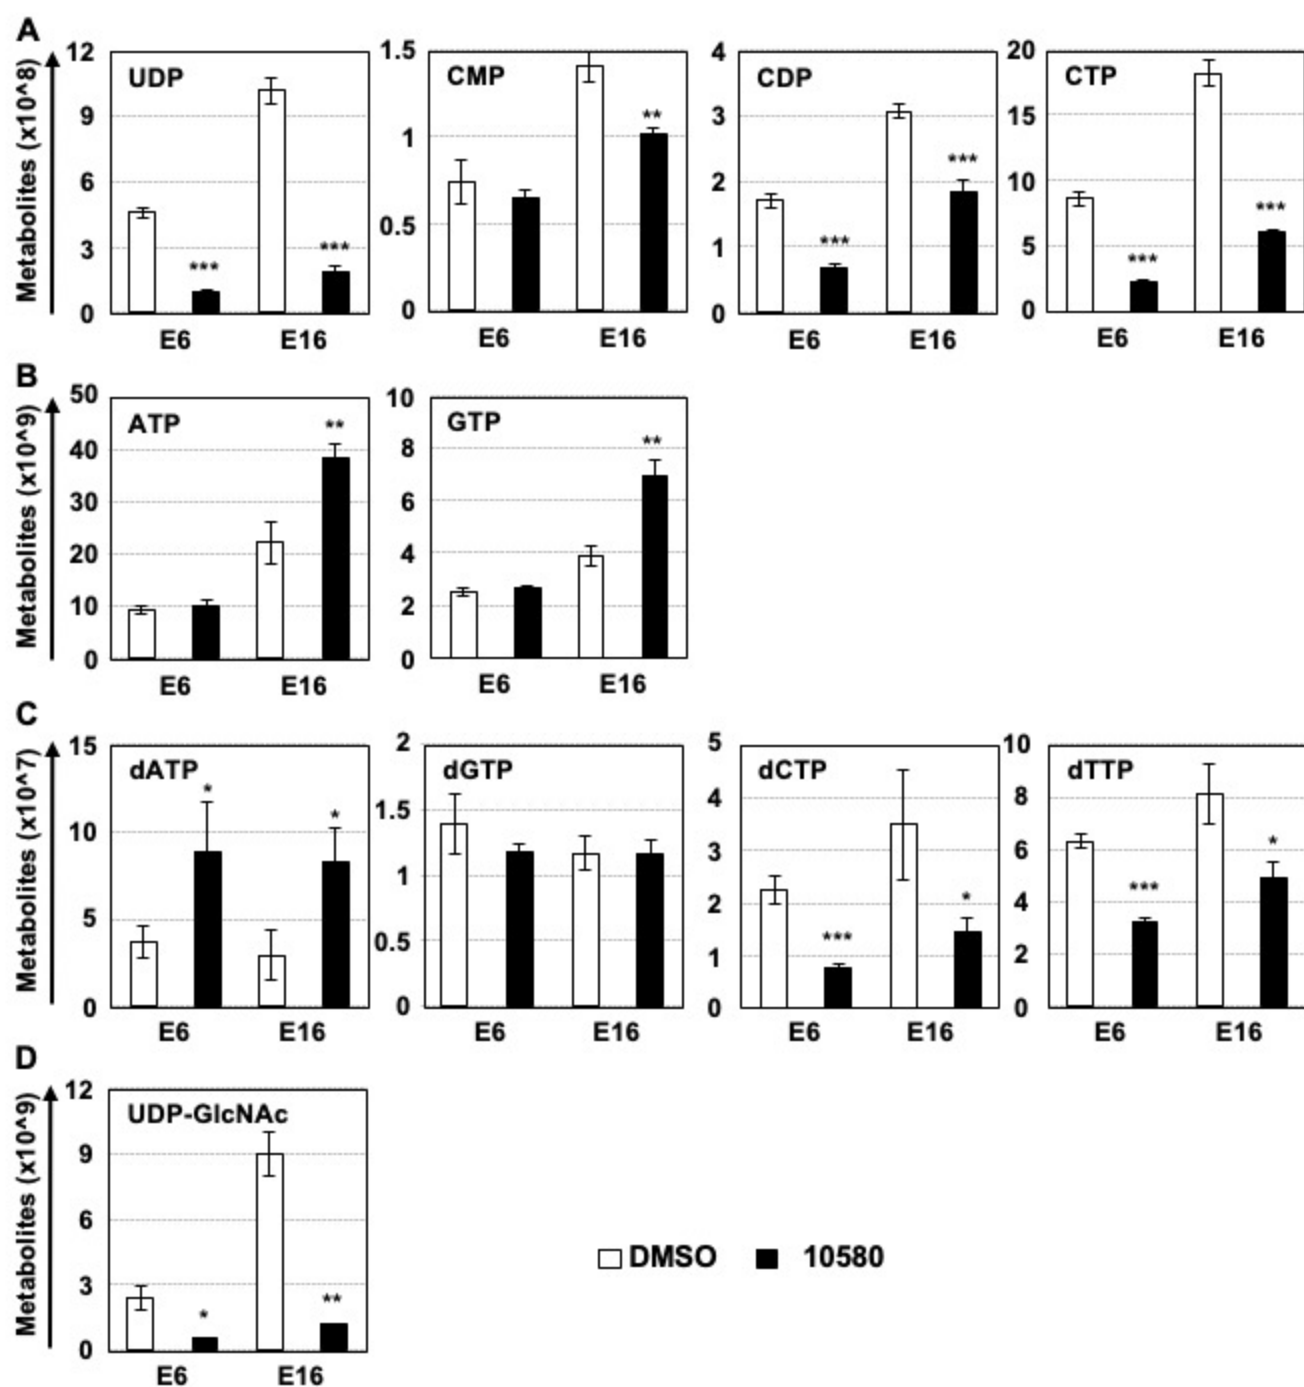 A
Metabolites (x10^8)
12
9
6
3
0
UDP
***
***
E6
E16
1.5
1
0.5
0
CMP
**
E6
E16
4
3
2
1
0
CDP
***
***
E6
E16
20
15
10
5
0
CTP
***
***
E6
E16
B
Metabolites (x10^9)
50
40
30
20
10
0
ATP
**
E6
E16
10
8
6
4
2
0
GTP
**
E6
E16
C
Metabolites (x10^7)
15
10
5
0
dATP
*
*
E6
E16
2
1.5
1
0.5
0
dGTP
E6
E16
5
4
3
2
1
0
dCTP
***
*
E6
E16
10
8
6
4
2
0
dTTP
***
*
E6
E16
D
Metabolites (x10^9)
12
9
6
3
0
UDP-GlcNAc
*
**
E6
E16
DMSO
10580